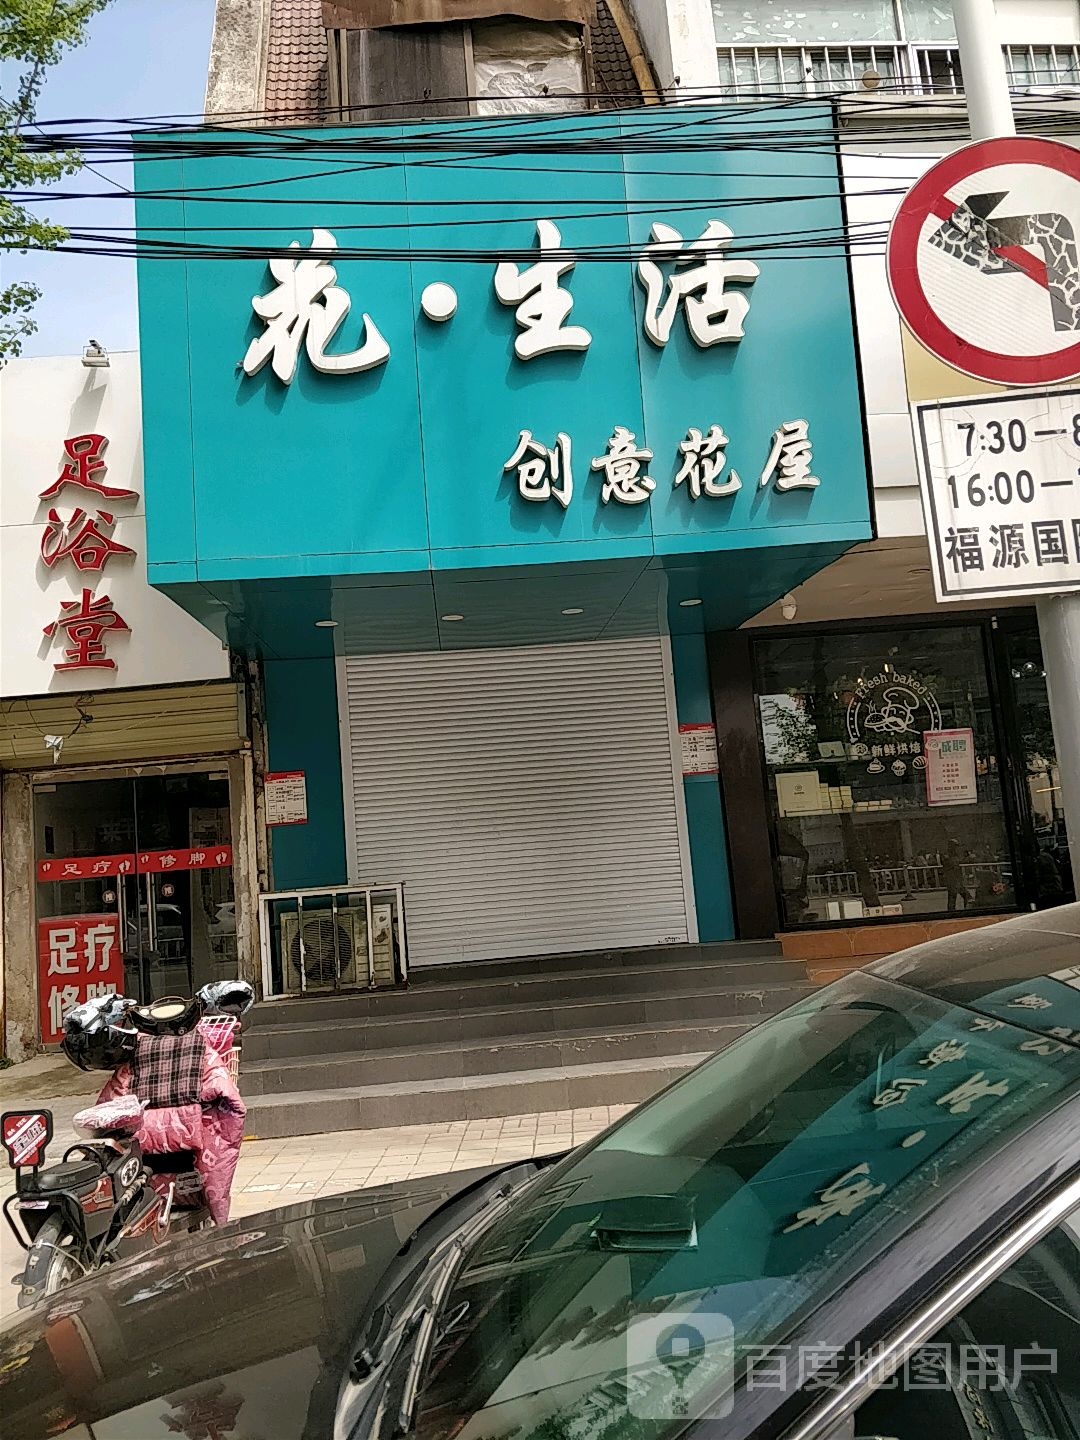 花·生活
创意花屋
足浴堂
7:30—8
16:00—
福源国
Fresh baked
新鲜烘焙
诚聘
足疗 修脚
推
足疗
修脚
百度地图用户